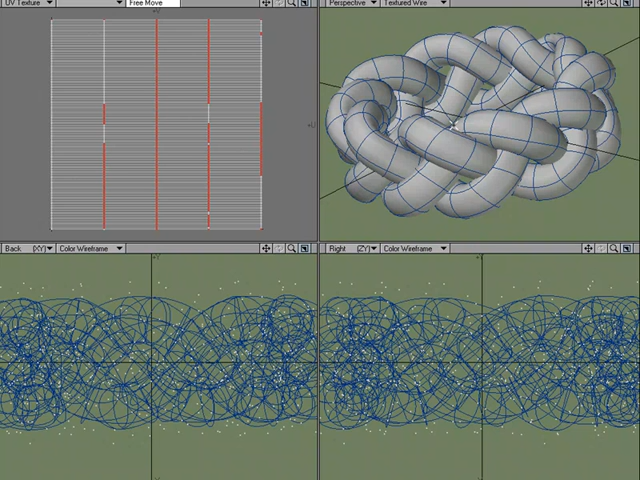 UV Texture Free Move
Perspective Textured Wire
+V
+U
Back (XY) Color Wireframe
Right (ZY) Color Wireframe